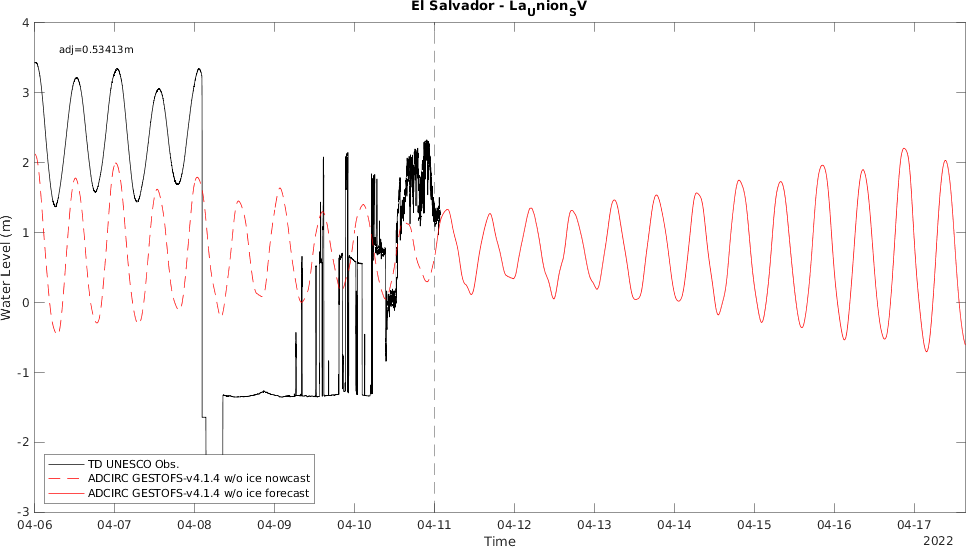 El Salvador - LaUnionSV
adj=0.53413m
4
3
2
1
0
-1
-2
-3
Water Level (m)
TD UNESCO Obs.
ADCIRC GESTOFS-v4.1.4 w/o ice nowcast
ADCIRC GESTOFS-v4.1.4 w/o ice forecast
04-06 04-07 04-08 04-09 04-10 04-11 04-12 04-13 04-14 04-15 04-16 04-17
Time
2022